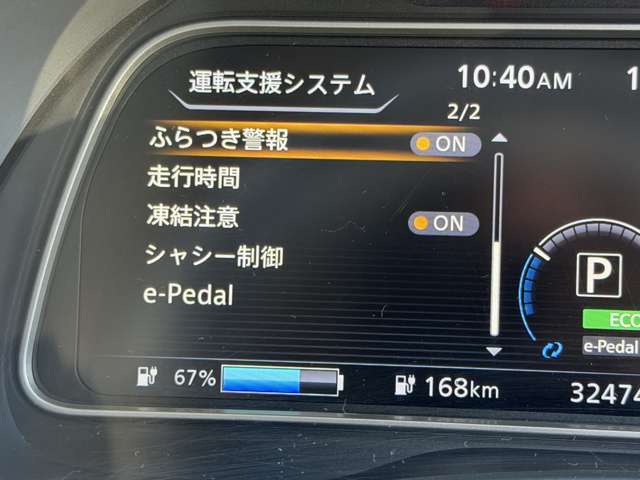 運転支援システム
10:40AM
2/2
ふらつき警報 ON
走行時間
凍結注意 ON
シャシー制御
e-Pedal
P
ECO
e-Pedal
67%
168km
32474